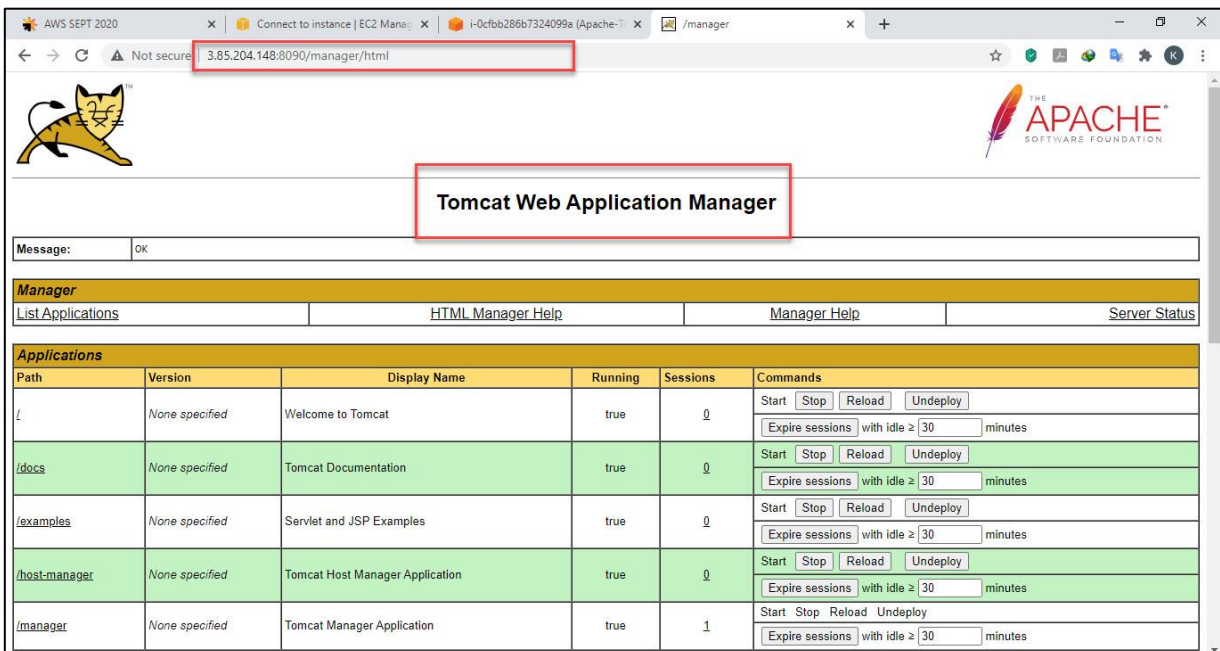 AWS SEPT 2020 Connect to instance | EC2 Manag i-0cfbb286b7324099a (Apache-T /manager
Not secure 3.85.204.148:8090/manager/html K
TM
THE
APACHE®
SOFTWARE FOUNDATION
Tomcat Web Application Manager
Message: OK
Manager
List Applications HTML Manager Help Manager Help Server Status
Applications
Path Version Display Name Running Sessions Commands
/ None specified Welcome to Tomcat true 0 Start Stop Reload Undeploy
Expire sessions with idle ≥ 30 minutes
/docs None specified Tomcat Documentation true 0 Start Stop Reload Undeploy
Expire sessions with idle ≥ 30 minutes
/examples None specified Servlet and JSP Examples true 0 Start Stop Reload Undeploy
Expire sessions with idle ≥ 30 minutes
/host-manager None specified Tomcat Host Manager Application true 0 Start Stop Reload Undeploy
Expire sessions with idle ≥ 30 minutes
/manager None specified Tomcat Manager Application true 1 Start Stop Reload Undeploy
Expire sessions with idle ≥ 30 minutes